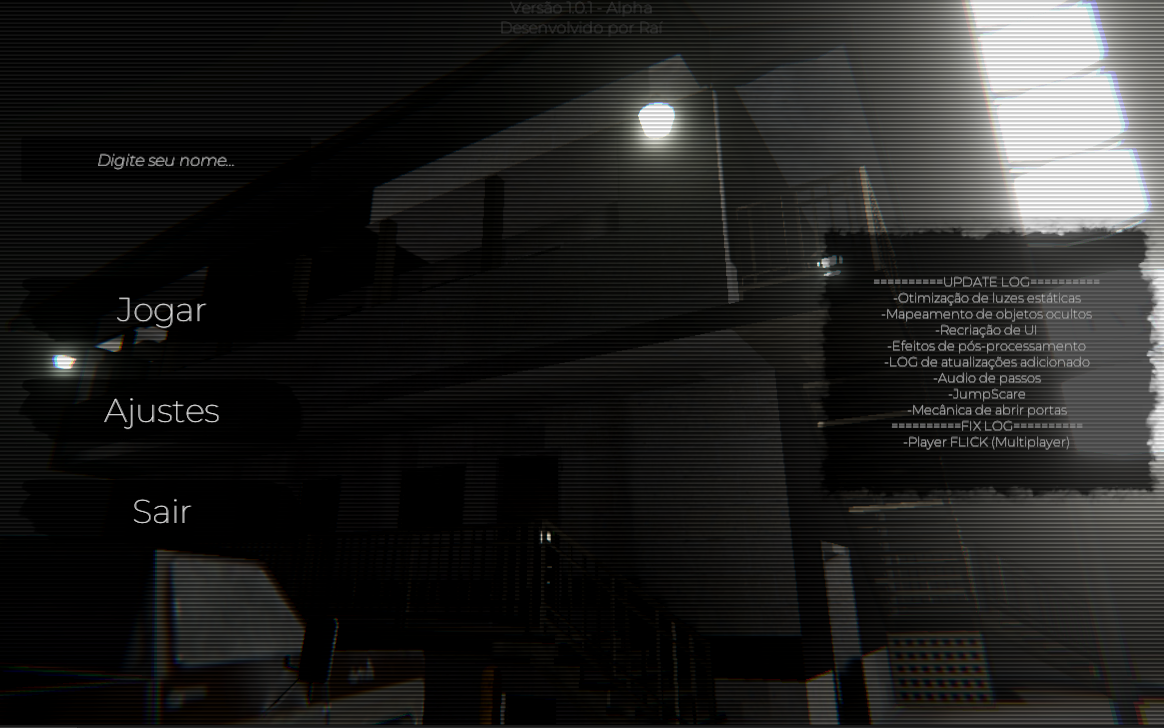 Versão 1.0.1 - Alpha
Desenvolvido por Raí
Digite seu nome...
Jogar
Ajustes
Sair
==========UPDATE LOG==========
-Otimização de luzes estáticas
-Mapeamento de objetos ocultos
-Recriação de UI
-Efeitos de pós-processamento
-LOG de atualizações adicionado
-Audio de passos
-JumpScare
-Mecânica de abrir portas
==========FIX LOG==========
-Player FLICK (Multiplayer)